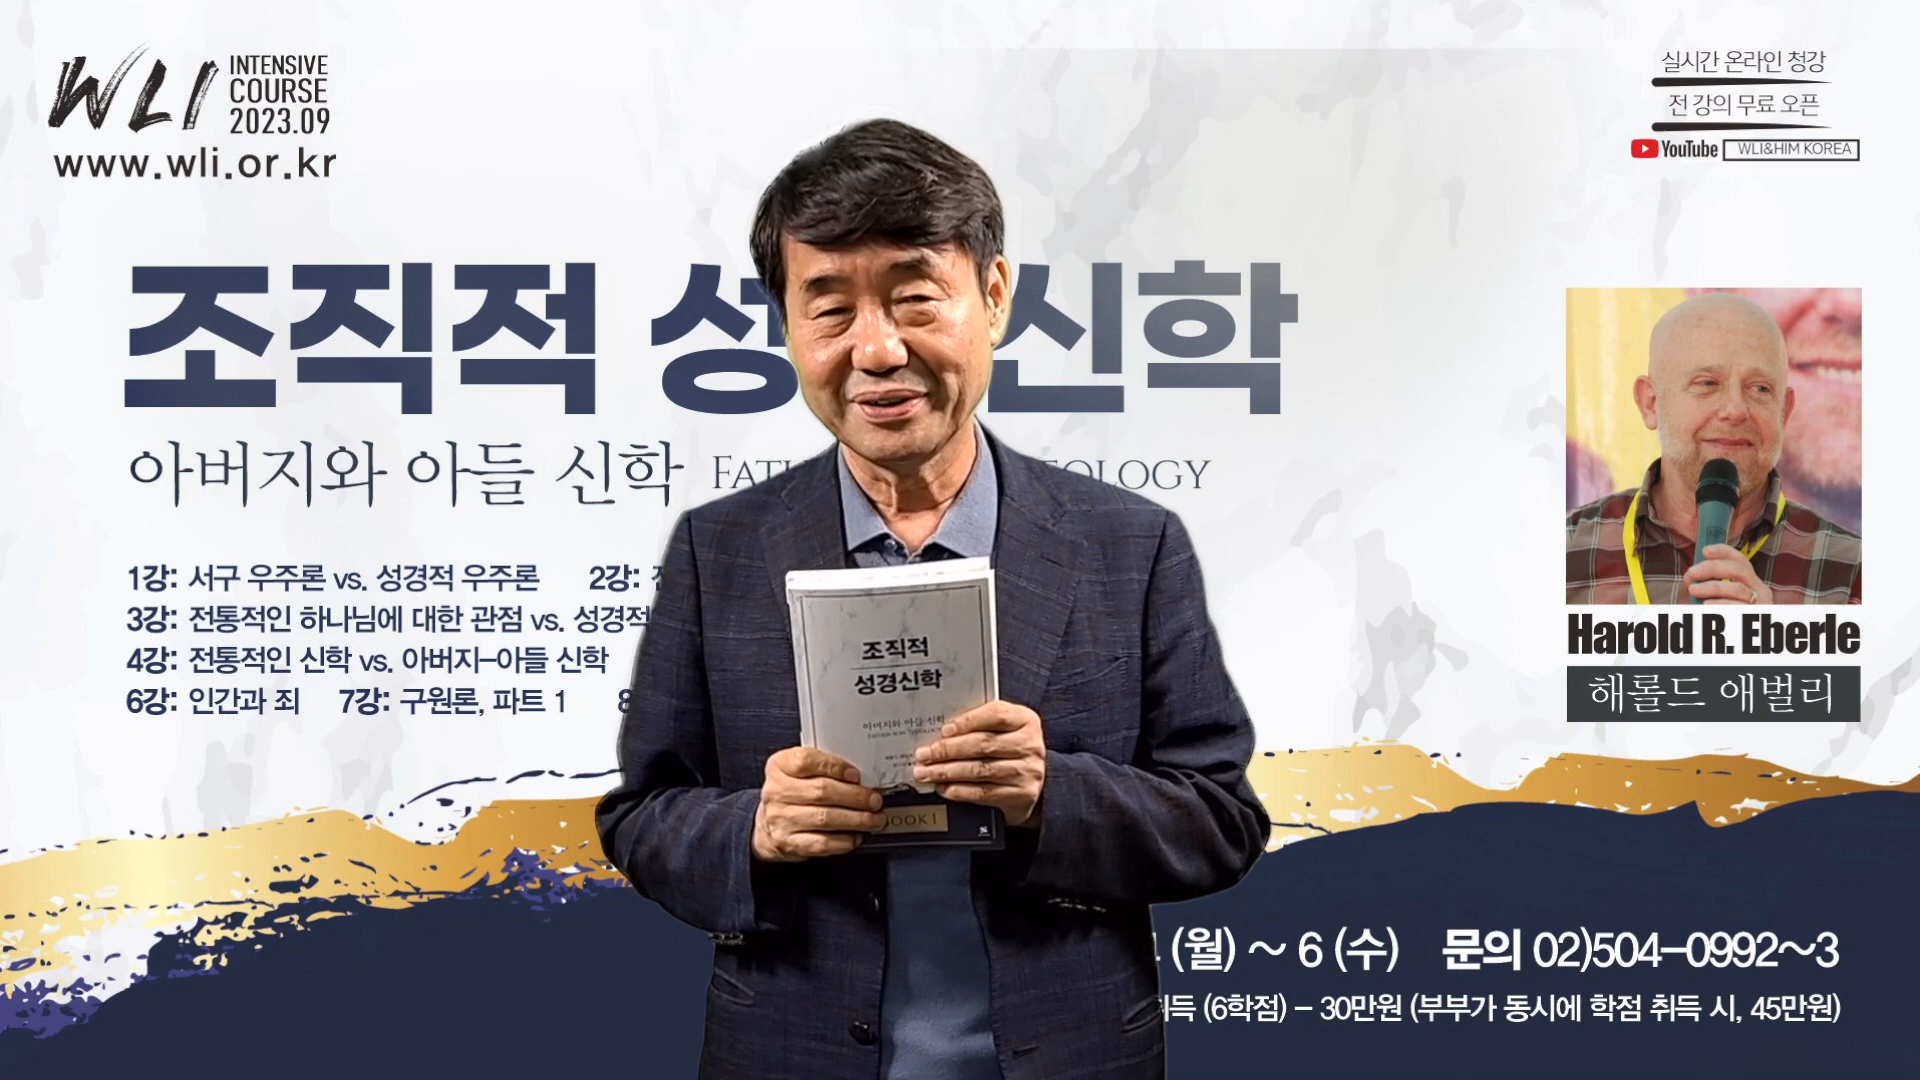 WLI INTENSIVE
COURSE
2023.09
www.wli.or.kr
실시간 온라인 청강
전 강의 무료 오픈
YouTube WLI&HIM KOREA
조직적 신학
아버지와 아들 신학
1강: 서구 우주론 vs. 성경적 우주론 2강:
3강: 전통적인 하나님에 대한 관점 vs. 성경적
4강: 전통적인 신학 vs. 아버지-아들 신학
6강: 인간과 죄 7강: 구원론, 파트 1
조직적
성경신학
아버지와 아들 신학
FATHER-SON THEOLOGY
BOOK 1
Harold R. Eberle
해롤드 애벌리
(월) ~ 6 (수) 문의 02)504-0992~3
(6학점) - 30만원 (부부가 동시에 학점 취득 시, 45만원)